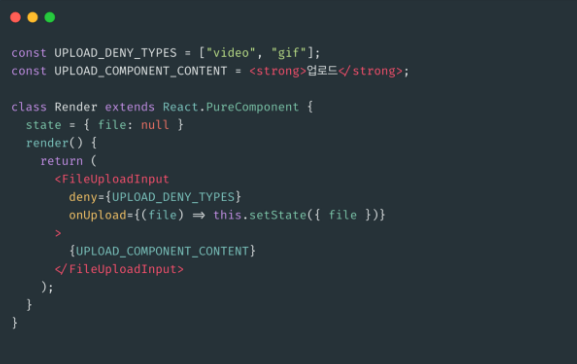 const UPLOAD_DENY_TYPES = ["video", "gif"];
const UPLOAD_COMPONENT_CONTENT = <strong>업로드</strong>;
class Render extends React.PureComponent {
state = { file: null }
render() {
return (
<FileUploadInput
deny={UPLOAD_DENY_TYPES}
onUpload={(file) => this.setState({ file })}
>
{UPLOAD_COMPONENT_CONTENT}
</FileUploadInput>
);
}
}